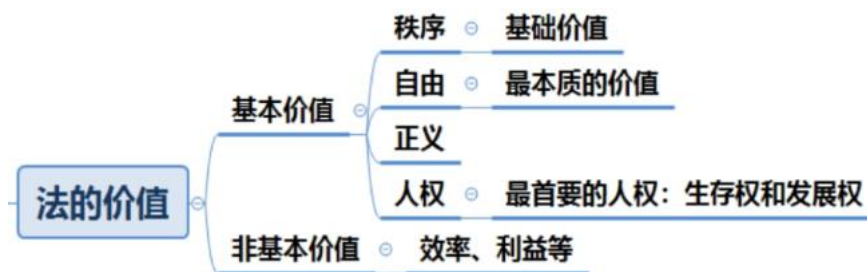 秩序 基础价值
自由 最本质的价值
基本价值
正义
法的价值
人权 最首要的人权：生存权和发展权
非基本价值 效率、利益等